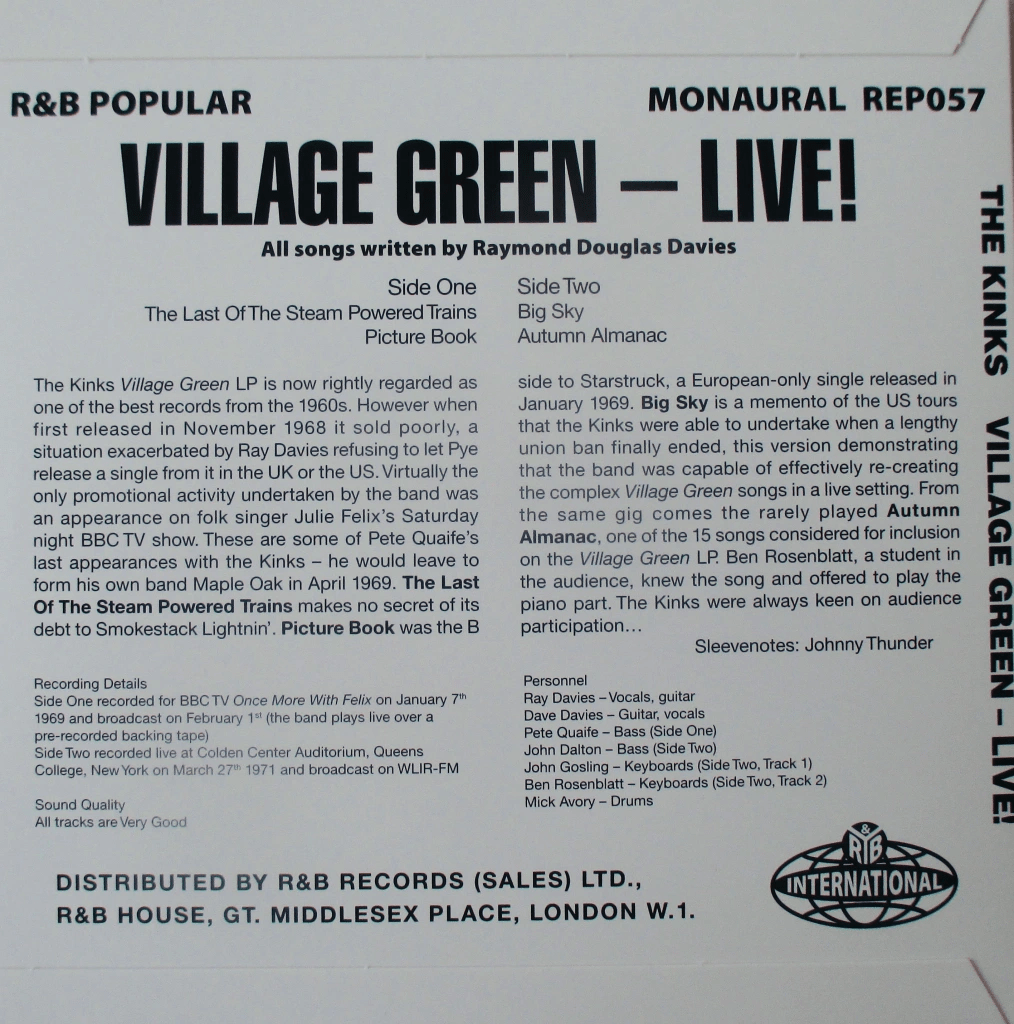 R&B POPULAR
MONAURAL REP057
VILLAGE GREEN – LIVE!
All songs written by Raymond Douglas Davies
Side One
The Last Of The Steam Powered Trains
Picture Book
Side Two
Big Sky
Autumn Almanac
The Kinks Village Green LP is now rightly regarded as
one of the best records from the 1960s. However when
first released in November 1968 it sold poorly, a
situation exacerbated by Ray Davies refusing to let Pye
release a single from it in the UK or the US. Virtually the
only promotional activity undertaken by the band was
an appearance on folk singer Julie Felix's Saturday
night BBC TV show. These are some of Pete Quaife's
last appearances with the Kinks – he would leave to
form his own band Maple Oak in April 1969. The Last
Of The Steam Powered Trains makes no secret of its
debt to Smokestack Lightnin'. Picture Book was the B
side to Starstruck, a European-only single released in
January 1969. Big Sky is a memento of the US tours
that the Kinks were able to undertake when a lengthy
union ban finally ended, this version demonstrating
that the band was capable of effectively re-creating
the complex Village Green songs in a live setting. From
the same gig comes the rarely played Autumn
Almanac, one of the 15 songs considered for inclusion
on the Village Green LP. Ben Rosenblatt, a student in
the audience, knew the song and offered to play the
piano part. The Kinks were always keen on audience
participation…
Sleevenotes: Johnny Thunder
Recording Details
Side One recorded for BBC TV Once More With Felix on January 7th
1969 and broadcast on February 1st (the band plays live over a
pre-recorded backing tape)
Side Two recorded live at Colden Center Auditorium, Queens
College, New York on March 27th 1971 and broadcast on WLIR-FM
Sound Quality
All tracks are Very Good
Personnel
Ray Davies – Vocals, guitar
Dave Davies – Guitar, vocals
Pete Quaife – Bass (Side One)
John Dalton – Bass (Side Two)
John Gosling – Keyboards (Side Two, Track 1)
Ben Rosenblatt – Keyboards (Side Two, Track 2)
Mick Avory – Drums
DISTRIBUTED BY R&B RECORDS (SALES) LTD.,
R&B HOUSE, GT. MIDDLESEX PLACE, LONDON W.1.
R&B
INTERNATIONAL
THE KINKS VILLAGE GREEN – LIVE!